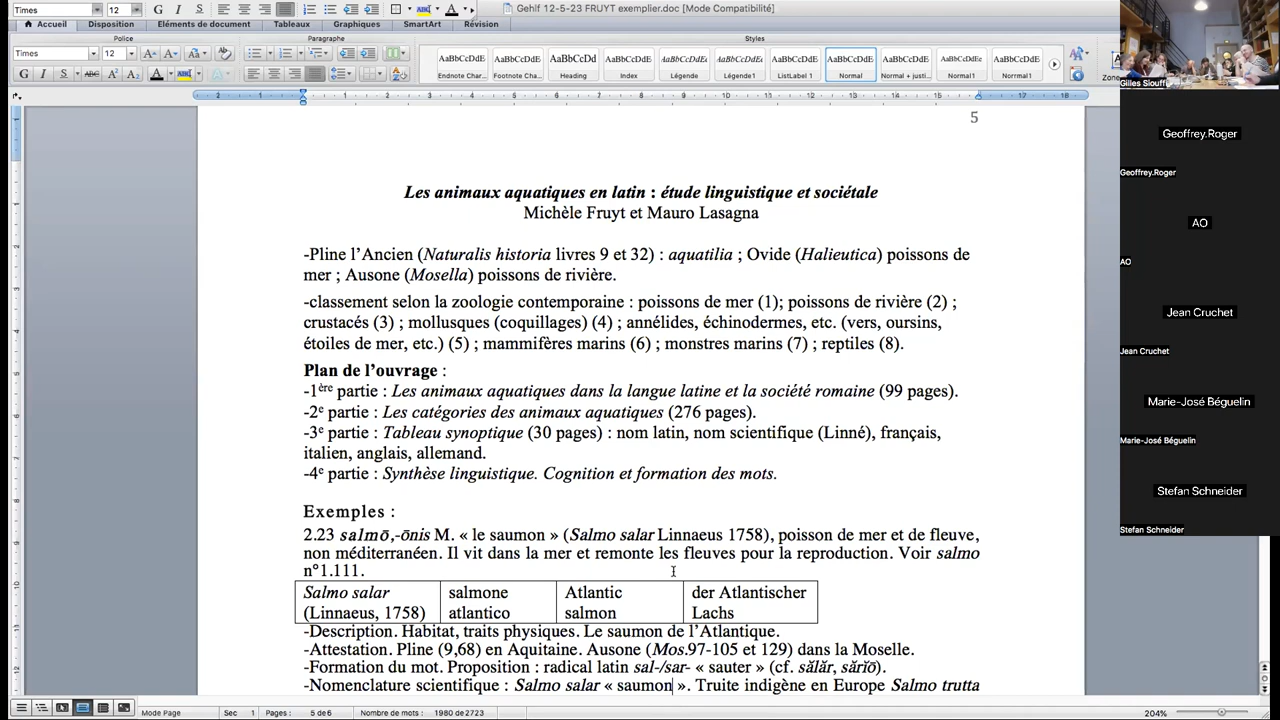 Times 12 Gehlf 12-5-23 FRUYT exemplier.doc [Mode Compatibilité]
Accueil Disposition Eléments de document Tableaux Graphiques SmartArt Révision
Police Paragraphe Styles
Times 12
AaBbCcDdE AaBbCcDdE AaBbCcDd AaBbCcDdE AaBbCcDdE AaBbCcDdE AaBbCcDdE AaBbCcDdE AaBbCcDdE AaBbCcDdE AaBbCcDdE
Endnote Char... Footnote Cha... Heading Index Légende Légende1 ListLabel 1 Normal Normal + justi... Normal1 Normal1
5
Les animaux aquatiques en latin : étude linguistique et sociétale
Michèle Fruyt et Mauro Lasagna
-Pline l’Ancien (Naturalis historia livres 9 et 32) : aquatilia ; Ovide (Halieutica) poissons de
mer ; Ausone (Mosella) poissons de rivière.
-classement selon la zoologie contemporaine : poissons de mer (1); poissons de rivière (2) ;
crustacés (3) ; mollusques (coquillages) (4) ; annélides, échinodermes, etc. (vers, oursins,
étoiles de mer, etc.) (5) ; mammifères marins (6) ; monstres marins (7) ; reptiles (8).
Plan de l’ouvrage :
-1ère partie : Les animaux aquatiques dans la langue latine et la société romaine (99 pages).
-2e partie : Les catégories des animaux aquatiques (276 pages).
-3e partie : Tableau synoptique (30 pages) : nom latin, nom scientifique (Linné), français,
italien, anglais, allemand.
-4e partie : Synthèse linguistique. Cognition et formation des mots.
Exemples :
2.23 salmō,-ōnis M. « le saumon » (Salmo salar Linnaeus 1758), poisson de mer et de fleuve,
non méditerranéen. Il vit dans la mer et remonte les fleuves pour la reproduction. Voir salmo
n°1.111.
Salmo salar salmone Atlantic der Atlantischer
(Linnaeus, 1758) atlantico salmon Lachs
-Description. Habitat, traits physiques. Le saumon de l’Atlantique.
-Attestation. Pline (9,68) en Aquitaine. Ausone (Mos.97-105 et 129) dans la Moselle.
-Formation du mot. Proposition : radical latin sal-/sar- « sauter » (cf. sălăr, sărĭō).
-Nomenclature scientifique : Salmo salar « saumon ». Truite indigène en Europe Salmo trutta
Mode Page Sec 1 Pages : 5 de 6 Nombre de mots : 1980 de 2723 204%
Gilles Siouffi
Geoffrey.Roger
Geoffrey.Roger
AO
AO
Jean Cruchet
Jean Cruchet
Marie-José Béguelin
Marie-José Béguelin
Stefan Schneider
Stefan Schneider